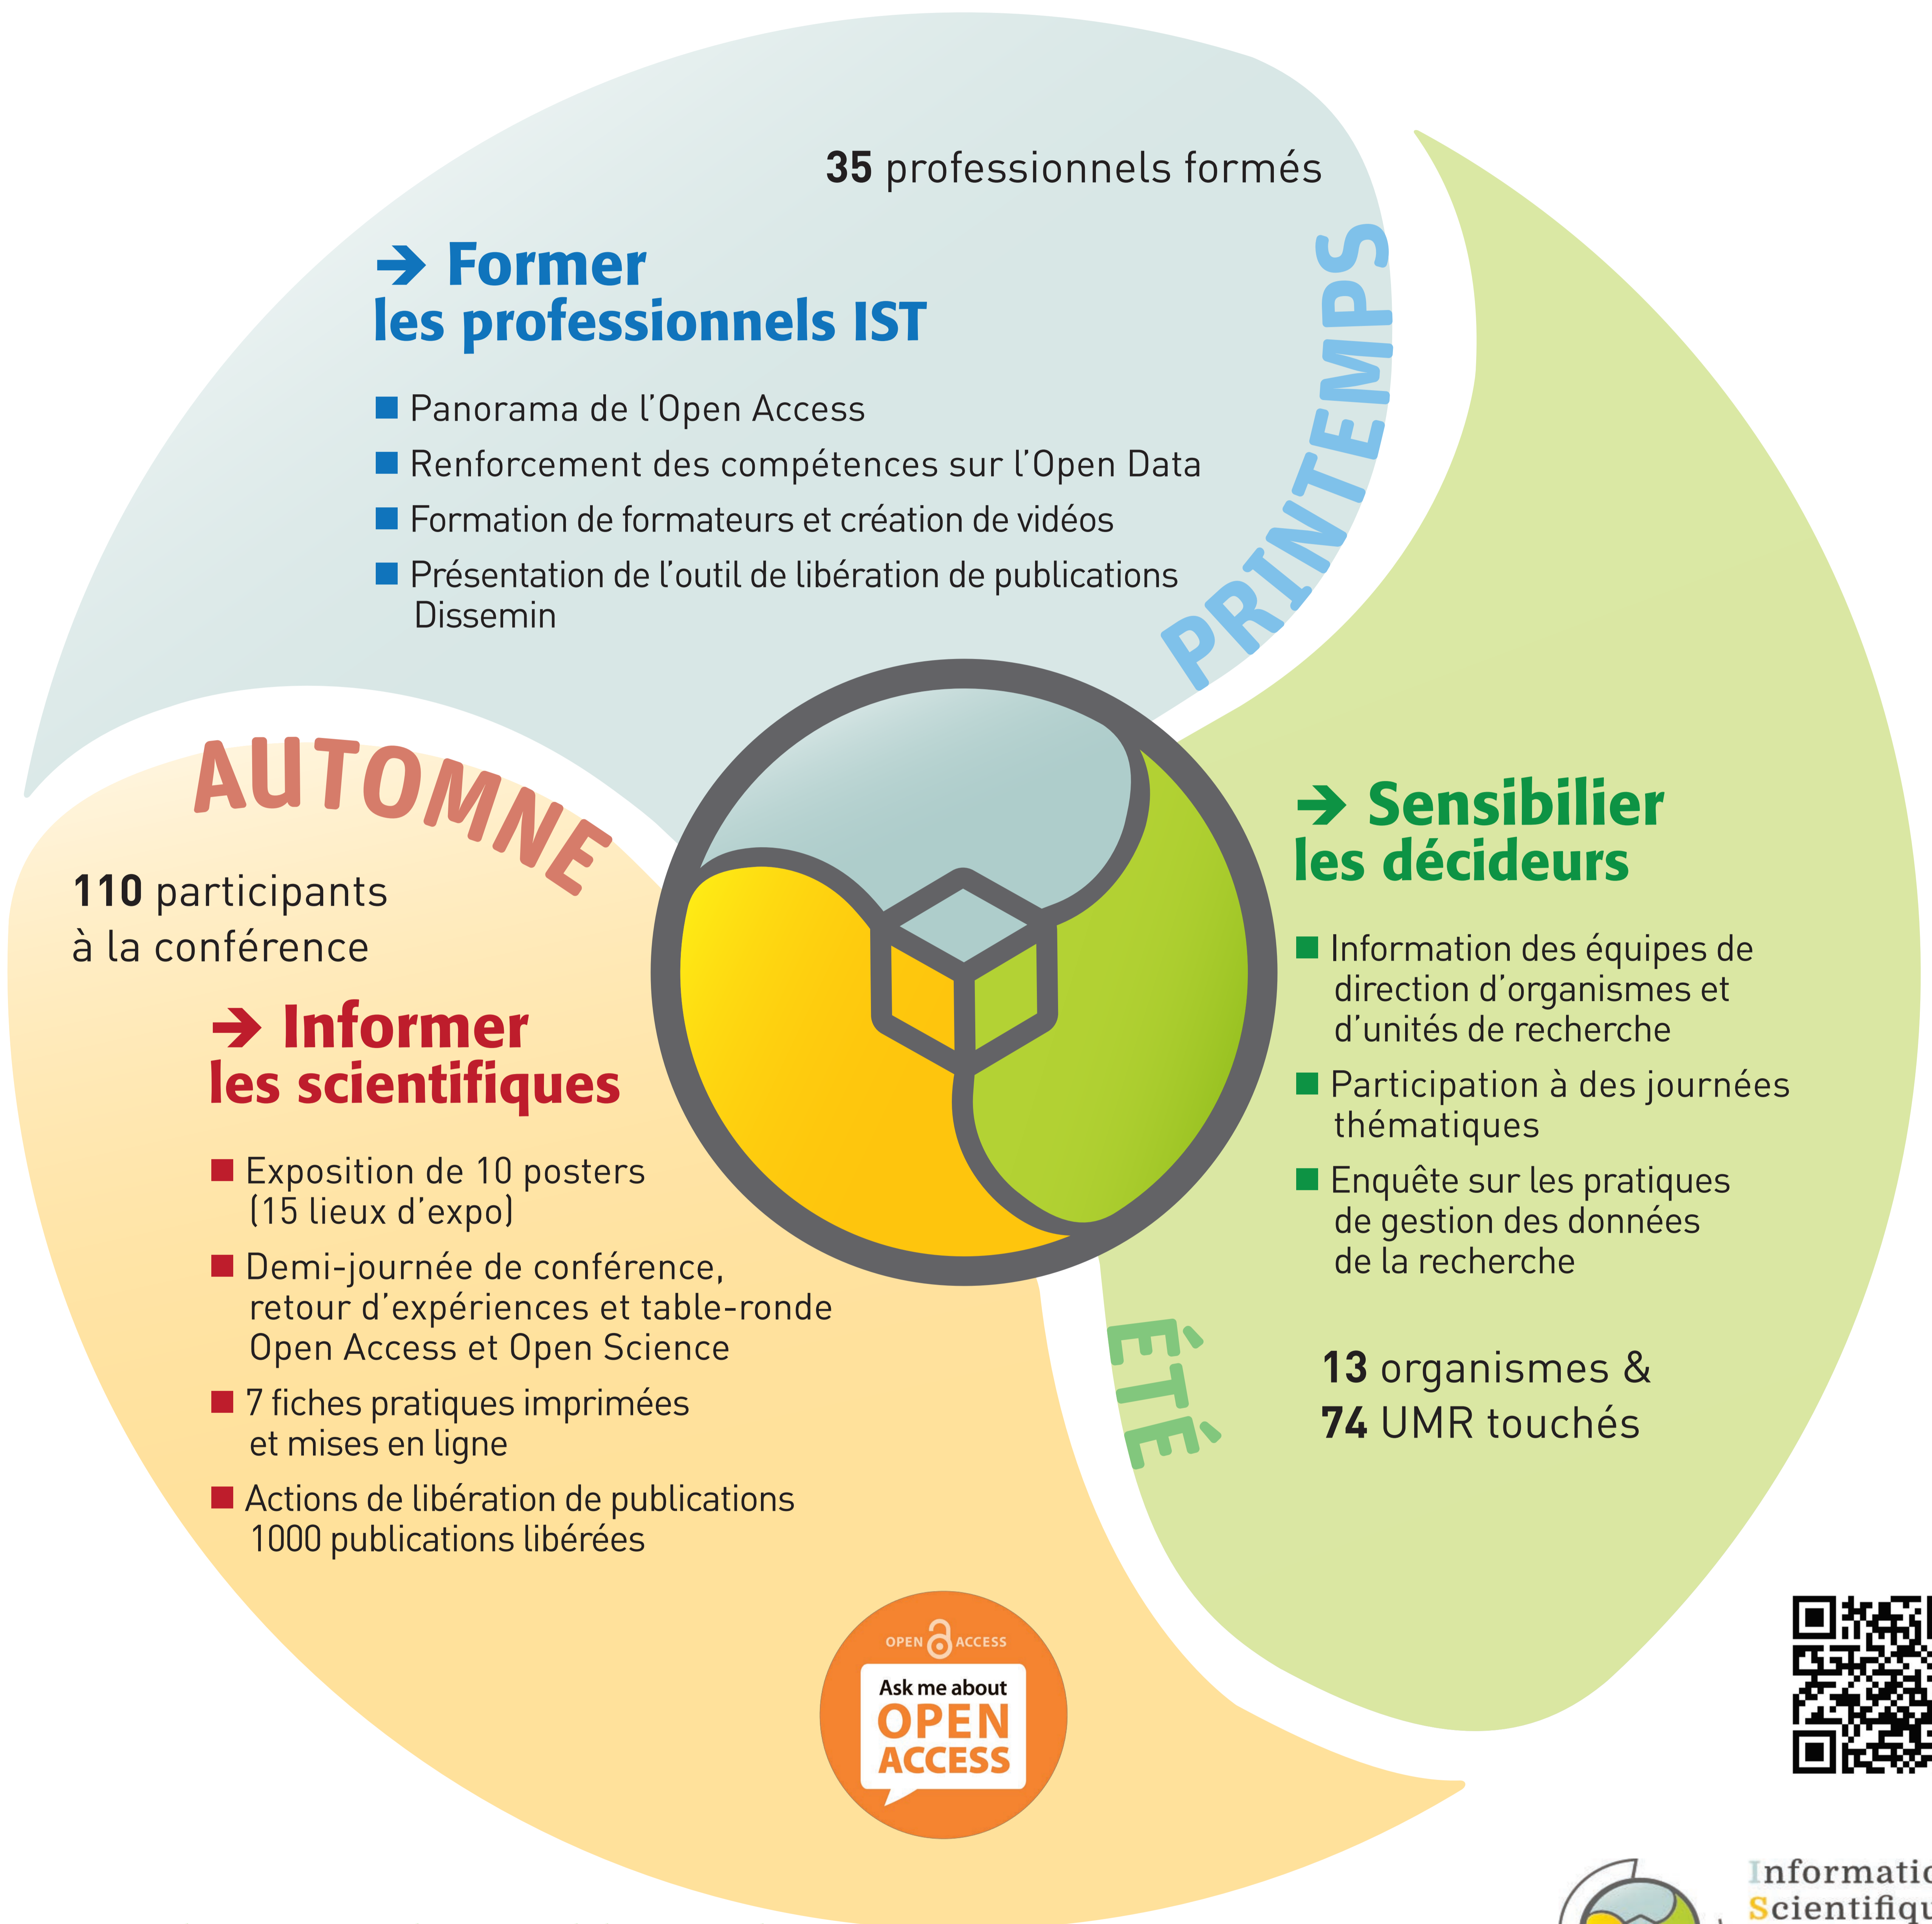 35 professionnels formés
➔ Former
les professionnels IST
■ Panorama de l’Open Access
■ Renforcement des compétences sur l’Open Data
■ Formation de formateurs et création de vidéos
■ Présentation de l’outil de libération de publications
Dissemin
PRINTEMPS
➔ Sensibilier
les décideurs
■ Information des équipes de
direction d’organismes et
d’unités de recherche
■ Participation à des journées
thématiques
■ Enquête sur les pratiques
de gestion des données
de la recherche
13 organismes &
74 UMR touchés
ÉTÉ
AUTOMNE
110 participants
à la conférence
➔ Informer
les scientifiques
■ Exposition de 10 posters
(15 lieux d’expo)
■ Demi-journée de conférence,
retour d’expériences et table-ronde
Open Access et Open Science
■ 7 fiches pratiques imprimées
et mises en ligne
■ Actions de libération de publications
1000 publications libérées
OPEN ACCESS
Ask me about
OPEN
ACCESS